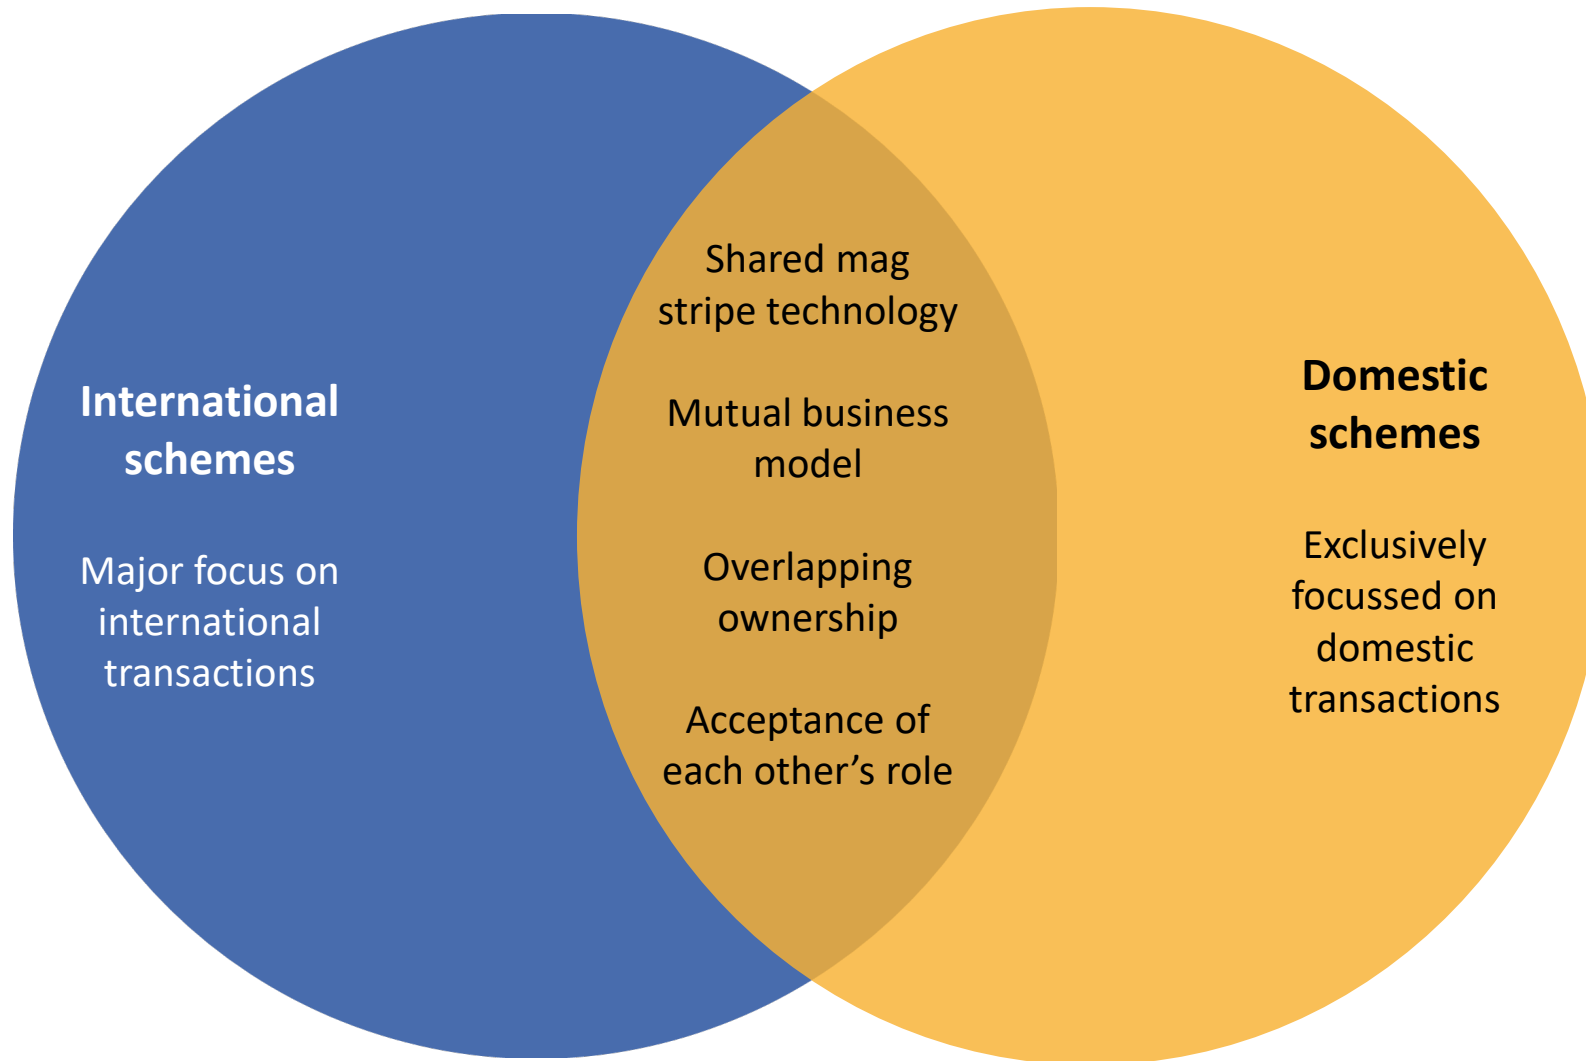 International
schemes
Major focus on
international
transactions
Shared mag
stripe technology
Mutual business
model
Overlapping
ownership
Acceptance of
each other’s role
Domestic
schemes
Exclusively
focussed on
domestic
transactions